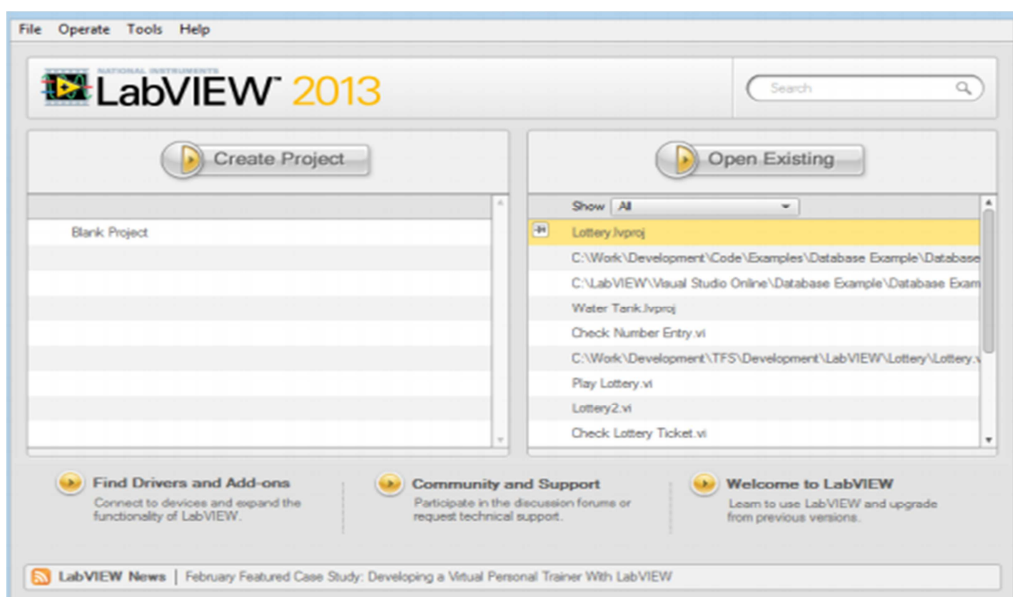 File Operate Tools Help
NATIONAL INSTRUMENTS
LabVIEW™ 2013
Search
Create Project
Blank Project
Open Existing
Show All
Lottery.lvproj
C:\Work\Development\Code\Examples\Database Example\Database
C:\LabVIEW\Visual Studio Online\Database Example\Database Exam
Water Tank.lvproj
Check Number Entry.vi
C:\Work\Development\TFS\Development\LabVIEW\Lottery\Lottery.v
Play Lottery.vi
Lottery2.vi
Check Lottery Ticket.vi
Find Drivers and Add-ons
Connect to devices and expand the
functionality of LabVIEW.
Community and Support
Participate in the discussion forums or
request technical support.
Welcome to LabVIEW
Learn to use LabVIEW and upgrade
from previous versions.
LabVIEW News | February Featured Case Study: Developing a Virtual Personal Trainer With LabVIEW